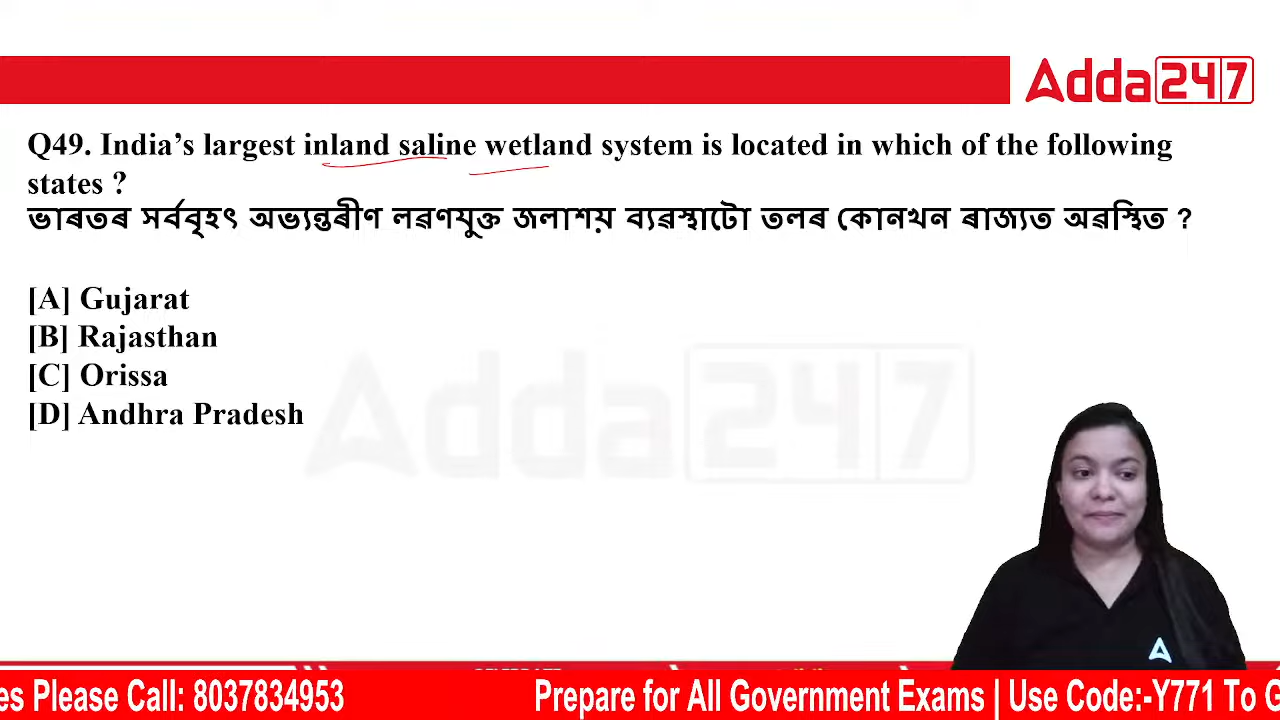 Adda247
Q49. India's largest inland saline wetland system is located in which of the following
states ?
ভাৰতৰ সৰ্ববৃহৎ অভ্যন্তৰীণ লৱণযুক্ত জলাশয় ব্যৱস্থাটো তলৰ কোনখন ৰাজ্যত অৱস্থিত ?
[A] Gujarat
[B] Rajasthan
[C] Orissa
[D] Andhra Pradesh
Adda247
es Please Call: 8037834953 Prepare for All Government Exams | Use Code:-Y771 To G